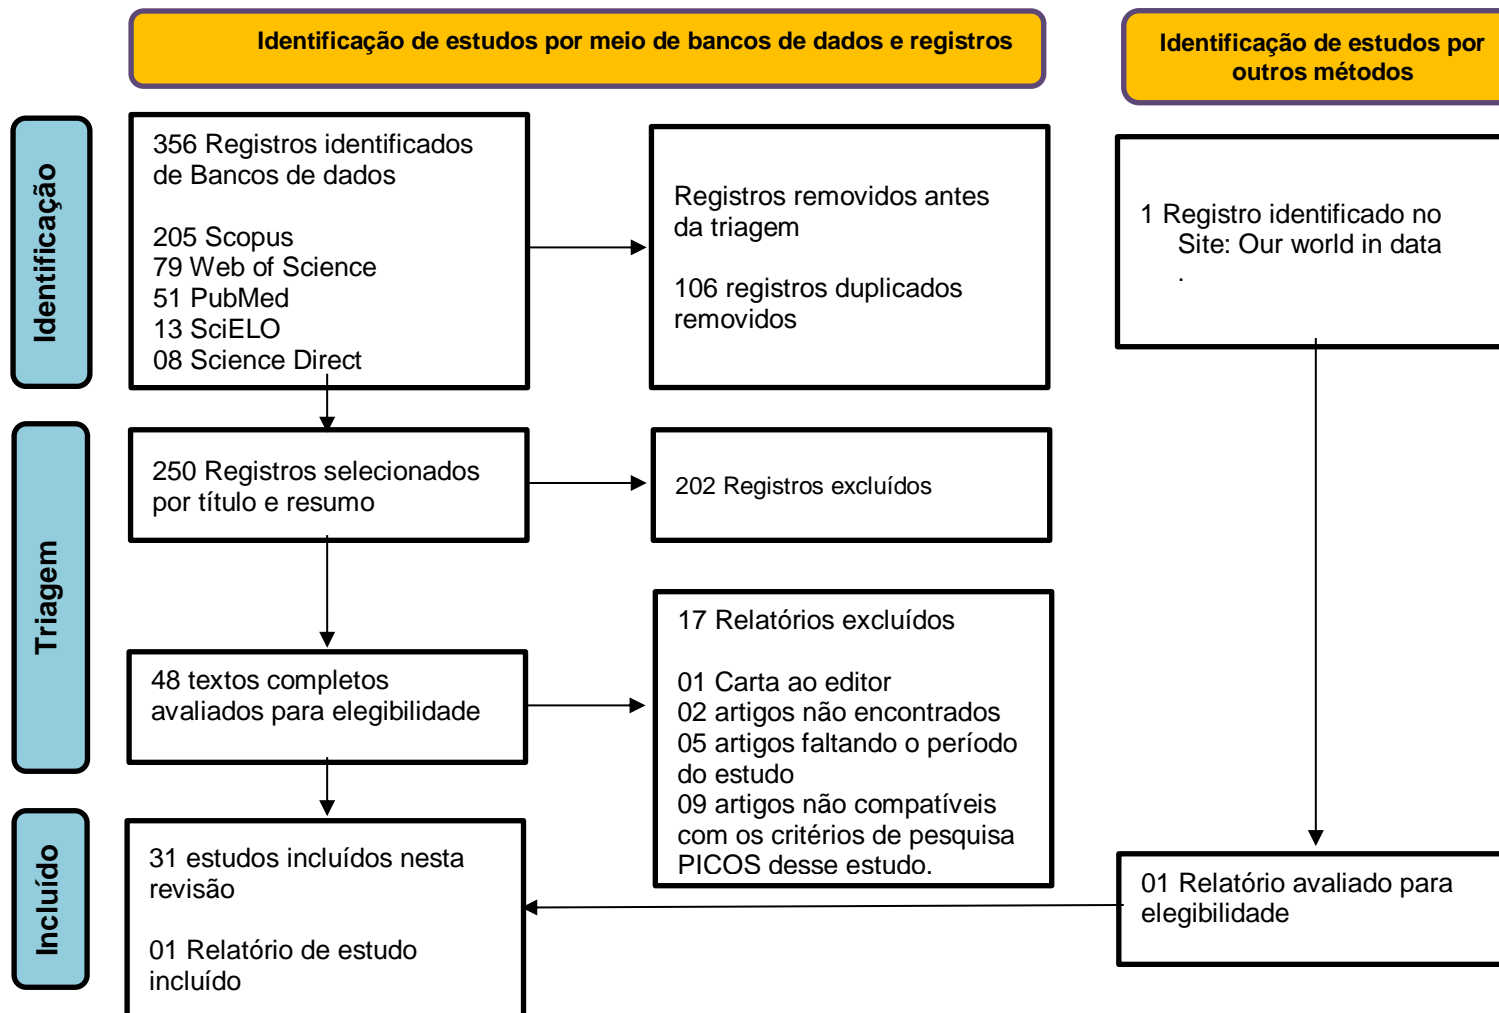 Identificação de estudos por meio de bancos de dados e registros
Identificação de estudos por
outros métodos
Identificação
356 Registros identificados
de Bancos de dados
205 Scopus
79 Web of Science
51 PubMed
13 SciELO
08 Science Direct
Registros removidos antes
da triagem
106 registros duplicados
removidos
1 Registro identificado no
Site: Our world in data
.
Triagem
250 Registros selecionados
por título e resumo
202 Registros excluídos
48 textos completos
avaliados para elegibilidade
17 Relatórios excluídos
01 Carta ao editor
02 artigos não encontrados
05 artigos faltando o período
do estudo
09 artigos não compatíveis
com os critérios de pesquisa
PICOS desse estudo.
Incluído
31 estudos incluídos nesta
revisão
01 Relatório de estudo
incluído
01 Relatório avaliado para
elegibilidade